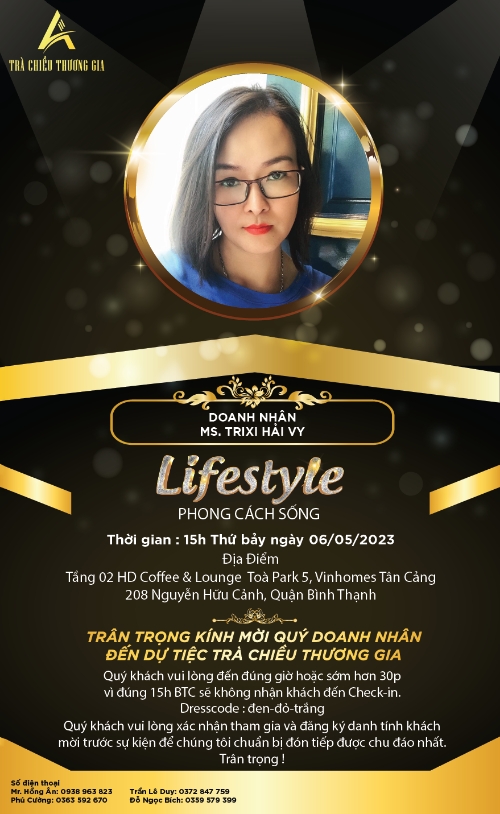 TRÀ CHIỀU THƯƠNG GIA
DOANH NHÂN
MS. TRIXI HẢI VY
Lifestyle
PHONG CÁCH SỐNG
Thời gian : 15h Thứ bảy ngày 06/05/2023
Địa Điểm
Tầng 02 HD Coffee & Lounge Toà Park 5, Vinhomes Tân Cảng
208 Nguyễn Hữu Cảnh, Quận Bình Thạnh
TRÂN TRỌNG KÍNH MỜI QUÝ DOANH NHÂN
ĐẾN DỰ TIỆC TRÀ CHIỀU THƯƠNG GIA
Quý khách vui lòng đến đúng giờ hoặc sớm hơn 30p
vì đúng 15h BTC sẽ không nhận khách đến Check-in.
Dresscode : đen-đỏ-trắng
Quý khách vui lòng xác nhận tham gia và đăng ký danh tính khách
mời trước sự kiện để chúng tôi chuẩn bị đón tiếp được chu đáo nhất.
Trân trọng !
Số điện thoại
Mr. Hồng Ân: 0938 963 823 Trần Lê Duy: 0372 847 759
Phú Cường: 0363 592 670 Đỗ Ngọc Bích: 0359 579 399